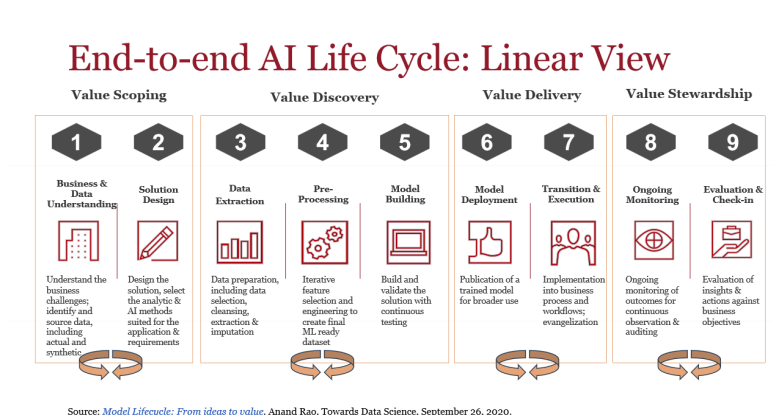 End-to-end AI Life Cycle: Linear View
Value Scoping
Value Discovery
Value Delivery
Value Stewardship
1
2
3
4
5
6
7
8
9
Business &
Data
Understanding
Solution
Design
Data
Extraction
Pre-
Processing
Model
Building
Model
Deployment
Transition &
Execution
Ongoing
Monitoring
Evaluation &
Check-in
Understand the
business
challenges;
identify and
source data,
including
actual and
synthetic
Design the
solution, select
the analytic &
AI methods
suited for the
application &
requirements
Data preparation,
including data
selection,
cleansing,
extraction &
imputation
Iterative
feature
selection and
engineering to
create final
ML ready
dataset
Build and
validate the
solution with
continuous
testing
Publication of a
trained model
for broader use
Implementation
into business
process and
workflows;
evangelization
Ongoing
monitoring of
outcomes for
continuous
observation &
auditing
Evaluation of
insights &
actions against
business
objectives
Source: Model Lifecycle: From ideas to value, Anand Rao, Towards Data Science, September 26, 2020.